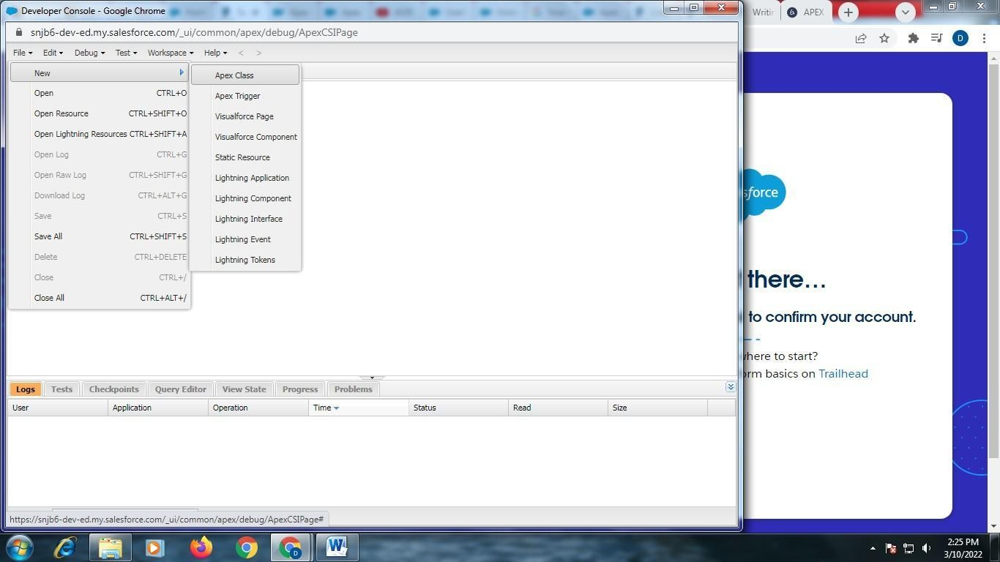 Developer Console - Google Chrome
Writir
APEX
snjb6-dev-ed.my.salesforce.com/_ui/common/apex/debug/ApexCSIPage
D
File Edit Debug Test Workspace Help < >
New
Open CTRL+O
Open Resource CTRL+SHIFT+O
Open Lightning Resources CTRL+SHIFT+A
Open Log CTRL+G
Open Raw Log CTRL+SHIFT+G
Download Log CTRL+ALT+G
Save CTRL+S
Save All CTRL+SHIFT+S
Delete CTRL+DELETE
Close CTRL+/
Close All CTRL+ALT+/
Apex Class
Apex Trigger
Visualforce Page
Visualforce Component
Static Resource
Lightning Application
Lightning Component
Lightning Interface
Lightning Event
Lightning Tokens
sforce
there...
to confirm your account.
where to start?
orm basics on Trailhead
Logs Tests Checkpoints Query Editor View State Progress Problems
User Application Operation Time Status Read Size
https://snjb6-dev-ed.my.salesforce.com/_ui/common/apex/debug/ApexCSIPage#
D
2:25 PM
3/10/2022